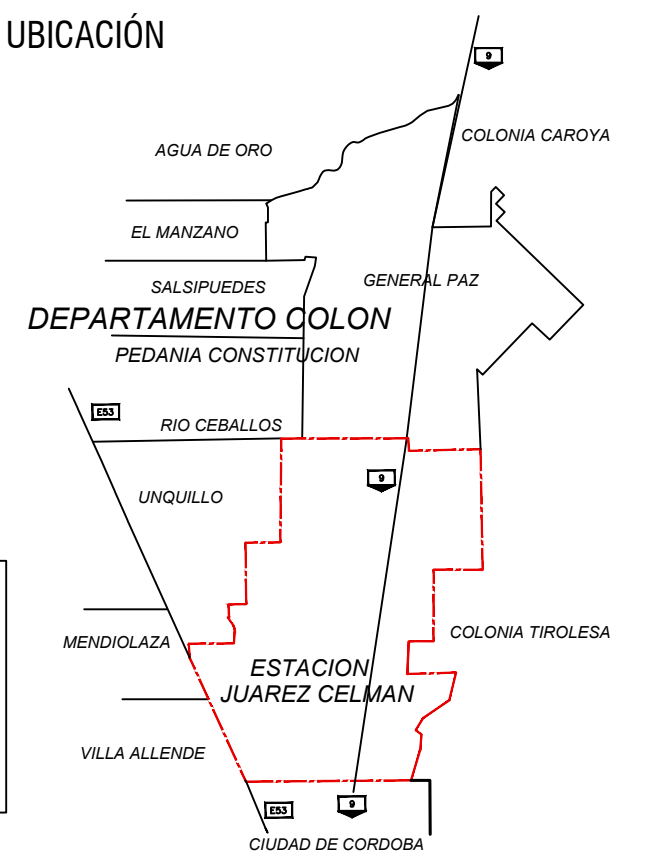 UBICACIÓN
9
COLONIA CAROYA
AGUA DE ORO
EL MANZANO
SALSIPUEDES
GENERAL PAZ
DEPARTAMENTO COLON
PEDANIA CONSTITUCION
E53
RIO CEBALLOS
9
UNQUILLO
COLONIA TIROLESA
MENDIOLAZA
ESTACION
JUAREZ CELMAN
VILLA ALLENDE
E53
9
CIUDAD DE CORDOBA